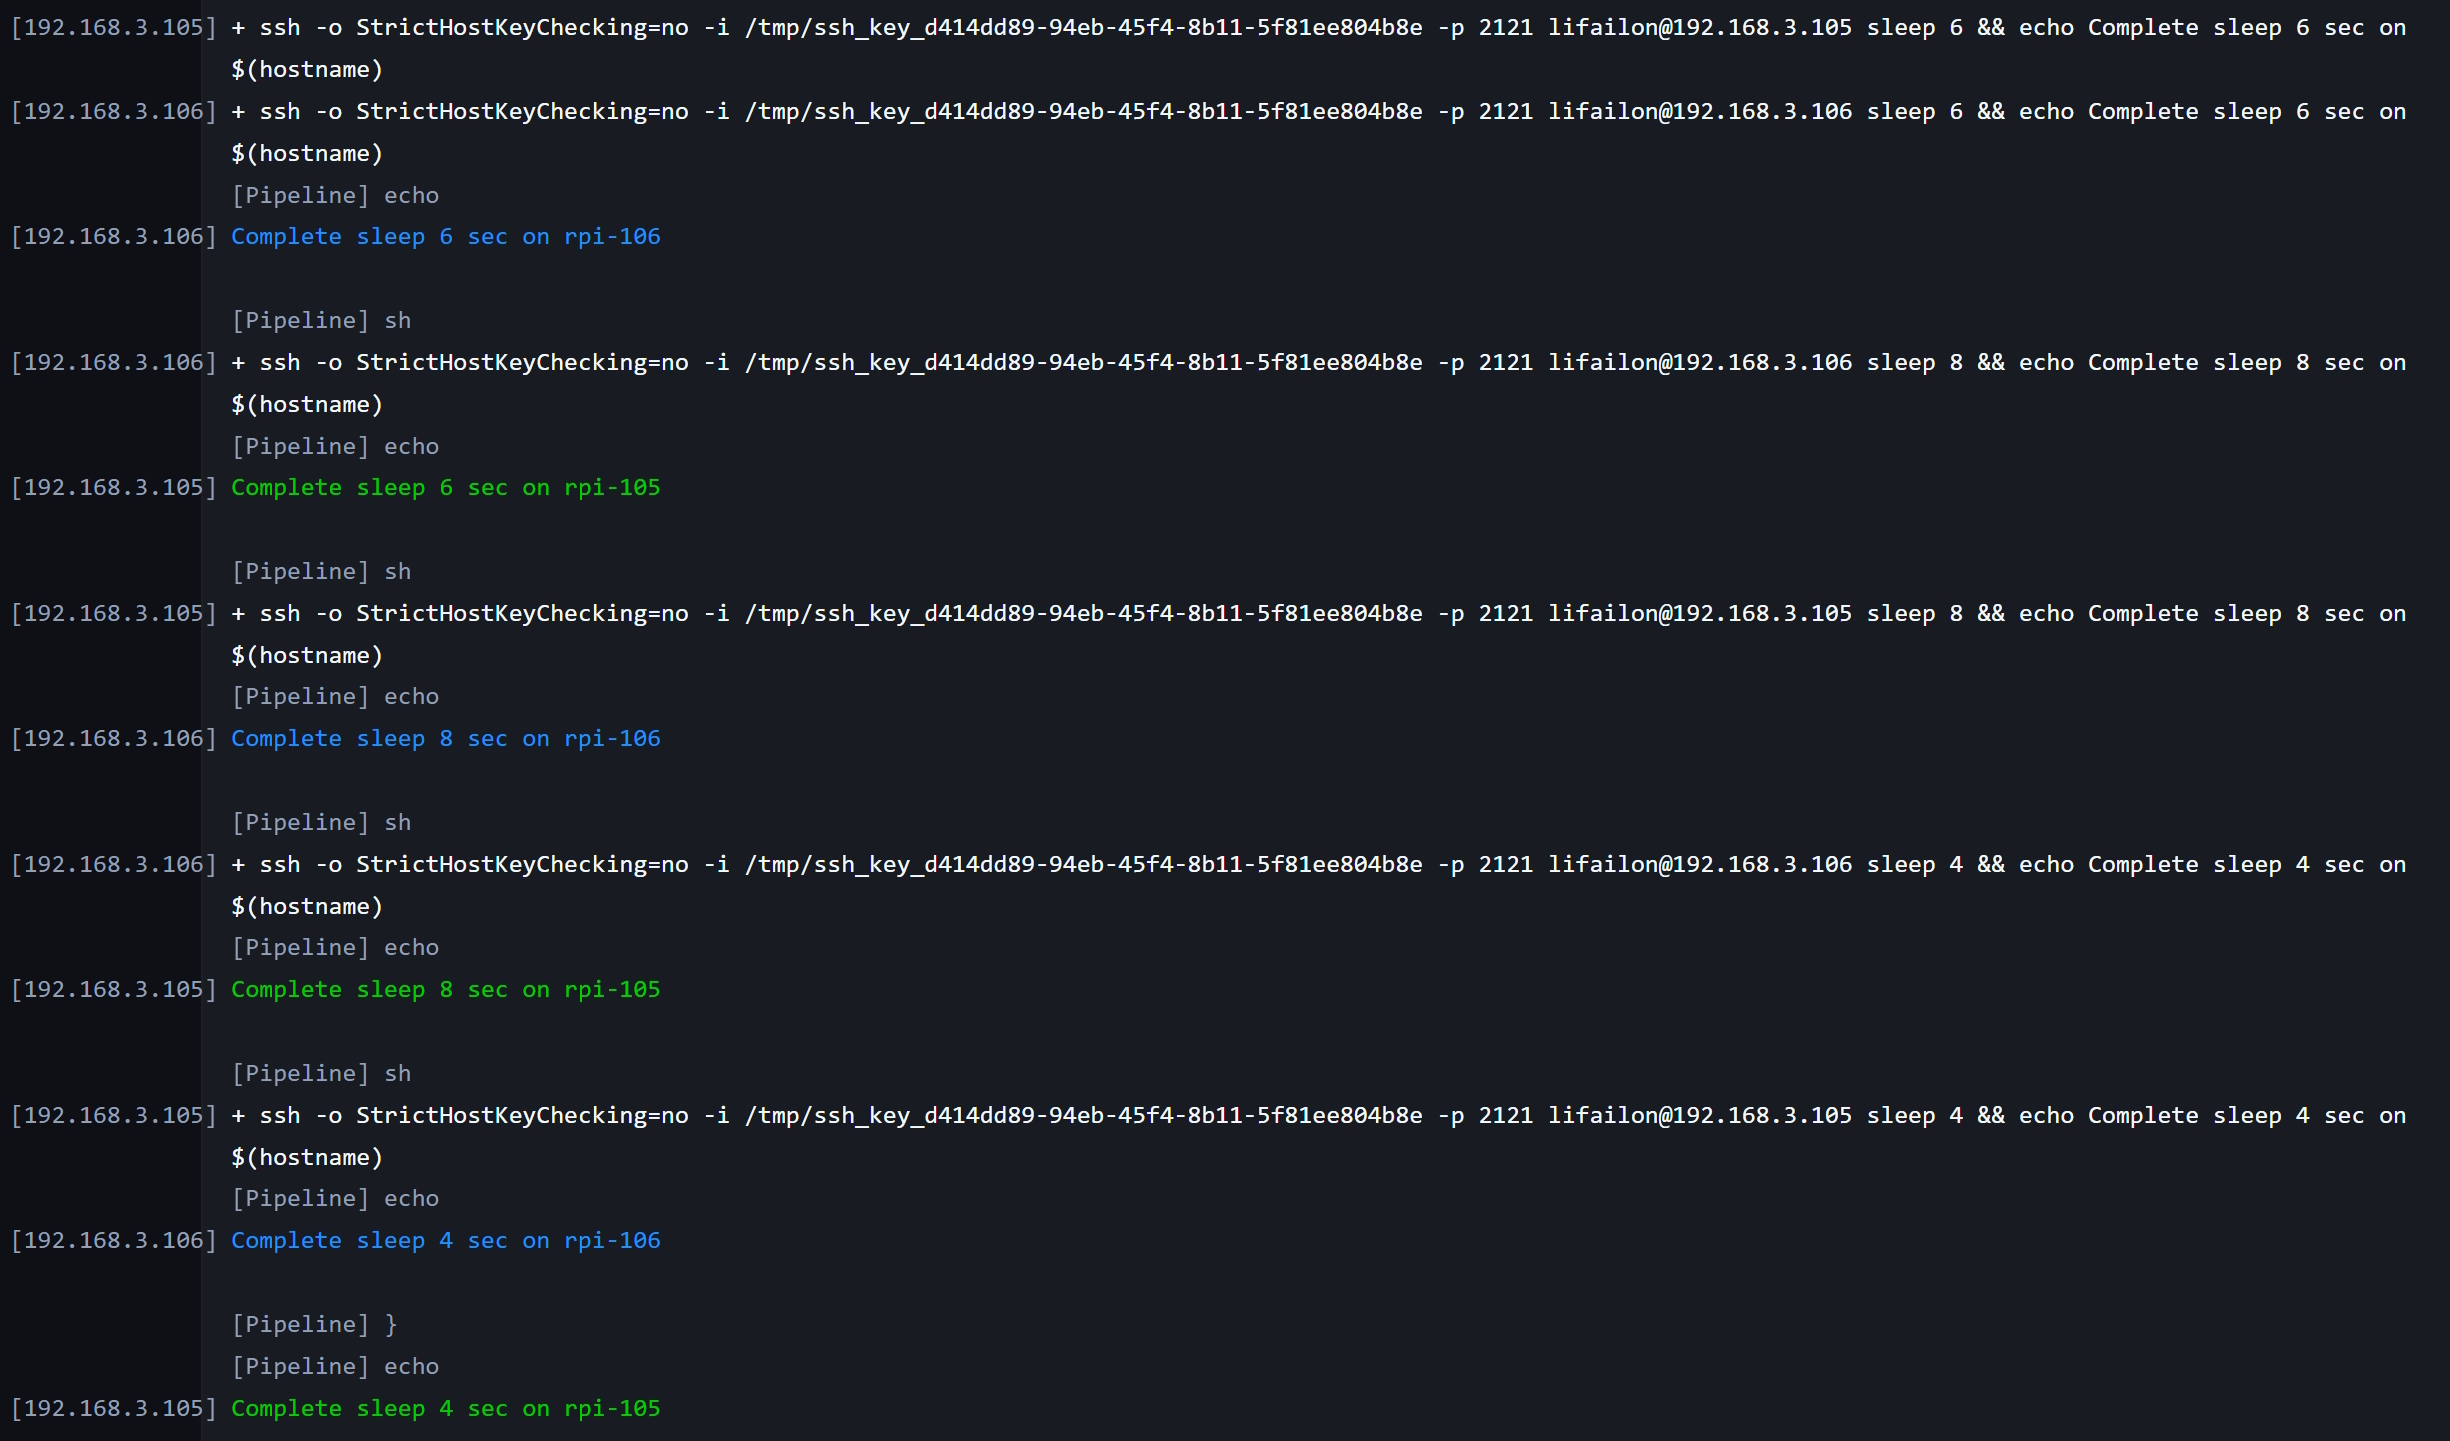 [192.168.3.105] + ssh -o StrictHostKeyChecking=no -i /tmp/ssh_key_d414dd89-94eb-45f4-8b11-5f81ee804b8e -p 2121 lifailon@192.168.3.105 sleep 6 && echo Complete sleep 6 sec on
$(hostname)
[192.168.3.106] + ssh -o StrictHostKeyChecking=no -i /tmp/ssh_key_d414dd89-94eb-45f4-8b11-5f81ee804b8e -p 2121 lifailon@192.168.3.106 sleep 6 && echo Complete sleep 6 sec on
$(hostname)
[Pipeline] echo
[192.168.3.106] Complete sleep 6 sec on rpi-106
[Pipeline] sh
[192.168.3.106] + ssh -o StrictHostKeyChecking=no -i /tmp/ssh_key_d414dd89-94eb-45f4-8b11-5f81ee804b8e -p 2121 lifailon@192.168.3.106 sleep 8 && echo Complete sleep 8 sec on
$(hostname)
[Pipeline] echo
[192.168.3.105] Complete sleep 6 sec on rpi-105
[Pipeline] sh
[192.168.3.105] + ssh -o StrictHostKeyChecking=no -i /tmp/ssh_key_d414dd89-94eb-45f4-8b11-5f81ee804b8e -p 2121 lifailon@192.168.3.105 sleep 8 && echo Complete sleep 8 sec on
$(hostname)
[Pipeline] echo
[192.168.3.106] Complete sleep 8 sec on rpi-106
[Pipeline] sh
[192.168.3.106] + ssh -o StrictHostKeyChecking=no -i /tmp/ssh_key_d414dd89-94eb-45f4-8b11-5f81ee804b8e -p 2121 lifailon@192.168.3.106 sleep 4 && echo Complete sleep 4 sec on
$(hostname)
[Pipeline] echo
[192.168.3.105] Complete sleep 8 sec on rpi-105
[Pipeline] sh
[192.168.3.105] + ssh -o StrictHostKeyChecking=no -i /tmp/ssh_key_d414dd89-94eb-45f4-8b11-5f81ee804b8e -p 2121 lifailon@192.168.3.105 sleep 4 && echo Complete sleep 4 sec on
$(hostname)
[Pipeline] echo
[192.168.3.106] Complete sleep 4 sec on rpi-106
[Pipeline] }
[Pipeline] echo
[192.168.3.105] Complete sleep 4 sec on rpi-105